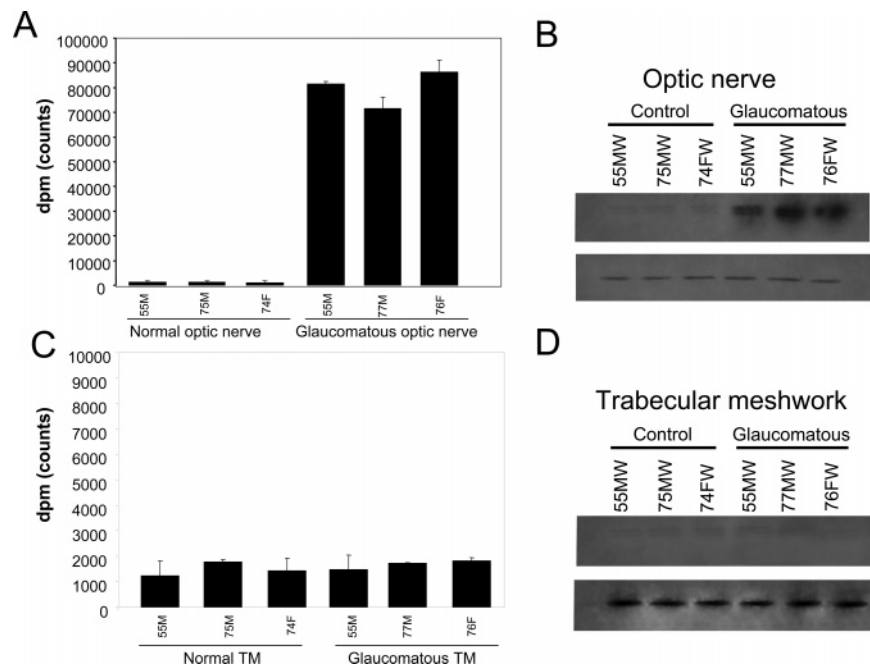 A
100000
90000
80000
70000
60000
50000
40000
30000
20000
10000
0
dpm (counts)
55M 75M 74F 55M 77M 76F
Normal optic nerve Glaucomatous optic nerve
B
Optic nerve
Control Glaucomatous
55MW 75MW 74FW 55MW 77MW 76FW
C
10000
9000
8000
7000
6000
5000
4000
3000
2000
1000
0
dpm (counts)
55M 75M 74F 55M 77M 76F
Normal TM Glaucomatous TM
D
Trabecular meshwork
Control Glaucomatous
55MW 75MW 74FW 55MW 77MW 76FW